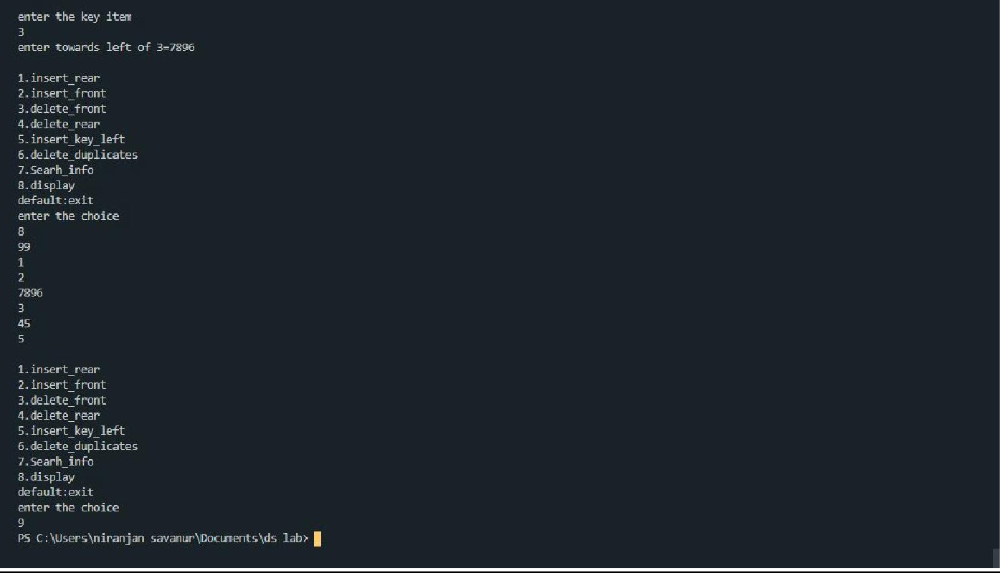 enter the key item
3
enter towards left of 3=7896
1.insert_rear
2.insert_front
3.delete_front
4.delete_rear
5.insert_key_left
6.delete_duplicates
7.Searh_info
8.display
default:exit
enter the choice
8
99
1
2
7896
3
45
5
1.insert_rear
2.insert_front
3.delete_front
4.delete_rear
5.insert_key_left
6.delete_duplicates
7.Searh_info
8.display
default:exit
enter the choice
9
PS C:\Users\niranjan savanur\Documents\ds lab>